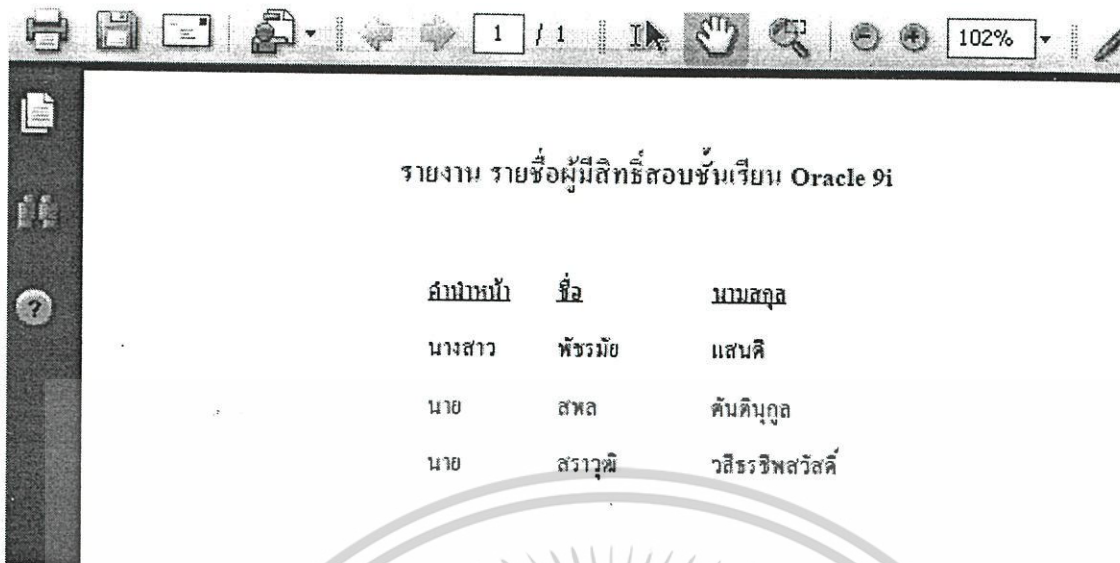 1 / 1 102%
รายงาน รายชื่อผู้มีสิทธิ์สอบชั้นเรียน Oracle 9i
คำนำหน้า ชื่อ นามสกุล
นางสาว พัชรมัย แสนดี
นาย สพล ตันตินุกูล
นาย สราวุฒิ วสีธรชีพสวัสดิ์